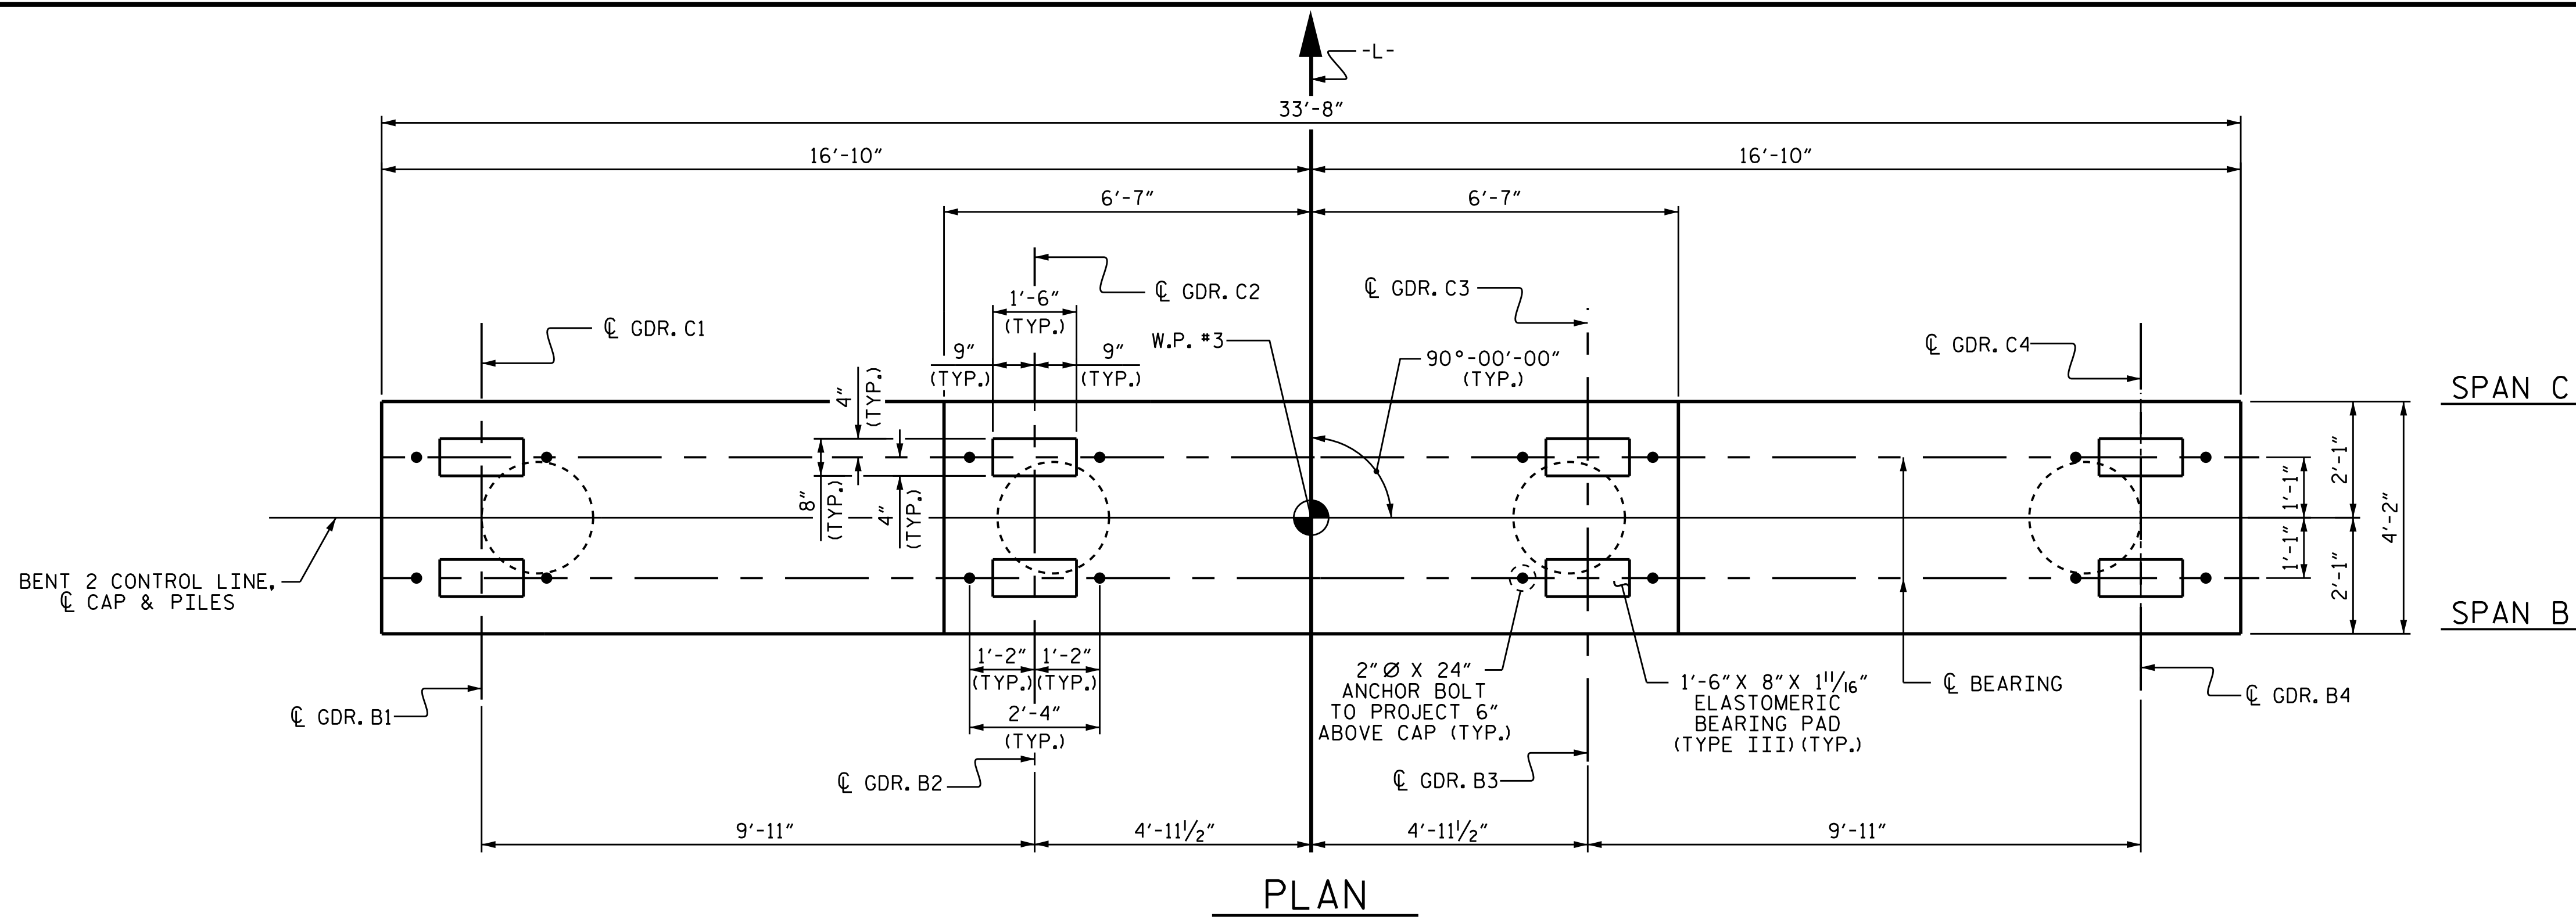 -L-
33'-8"
16'-10"
16'-10"
6'-7"
6'-7"
℄ GDR. C2
℄ GDR. C3
1'-6"
(TYP.)
℄ GDR. C1
W.P. #3
℄ GDR. C4
9"
(TYP.)
9"
(TYP.)
90°-00'-00"
(TYP.)
4"
(TYP.)
SPAN C
8"
(TYP.)
4"
(TYP.)
1'-1"
2'-1"
4'-2"
1'-1"
2'-1"
BENT 2 CONTROL LINE,
℄ CAP & PILES
SPAN B
1'-2"
(TYP.)
1'-2"
(TYP.)
2'-4"
(TYP.)
2"Ø X 24"
ANCHOR BOLT
TO PROJECT 6"
ABOVE CAP (TYP.)
1'-6"X 8"X 1 11/16"
ELASTOMERIC
BEARING PAD
(TYPE III)(TYP.)
℄ BEARING
℄ GDR. B4
℄ GDR. B1
℄ GDR. B2
℄ GDR. B3
9'-11"
4'-11 1/2"
4'-11 1/2"
9'-11"
PLAN